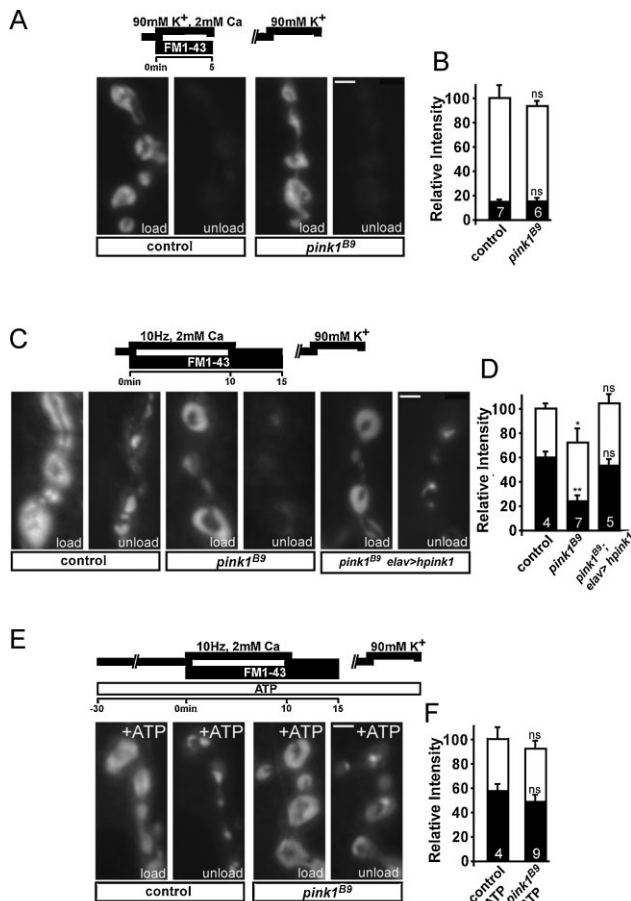 A
90mM K+, 2mM Ca
90mM K+
FM1-43
0min 5
load unload load unload
control pink1B9
B
Relative Intensity
100
80
60
40
20
0
ns
ns
7 6
control pink1B9
C
10Hz, 2mM Ca
90mM K+
FM1-43
0min 10 15
load unload load unload load unload
control pink1B9 pink1B9 elav>hpink1
D
Relative Intensity
100
80
60
40
20
0
ns
*
ns
**
4 7 5
control pink1B9 pink1B9; elav> hpink1
E
10Hz, 2mM Ca
90mM K+
FM1-43
ATP
-30 0min 10 15
+ATP +ATP +ATP +ATP
load unload load unload
control pink1B9
F
Relative Intensity
100
80
60
40
20
0
ns
ns
4 9
control pink1B9